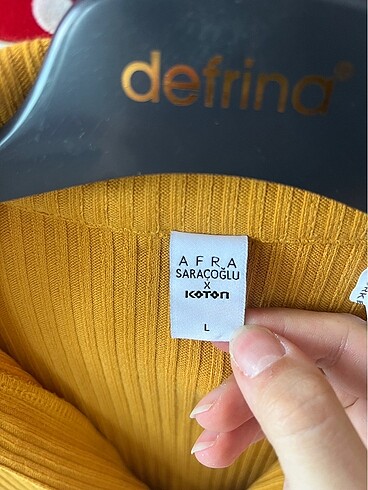 defrina
AFRA
SARAÇOĞLU
X
KOTON
L